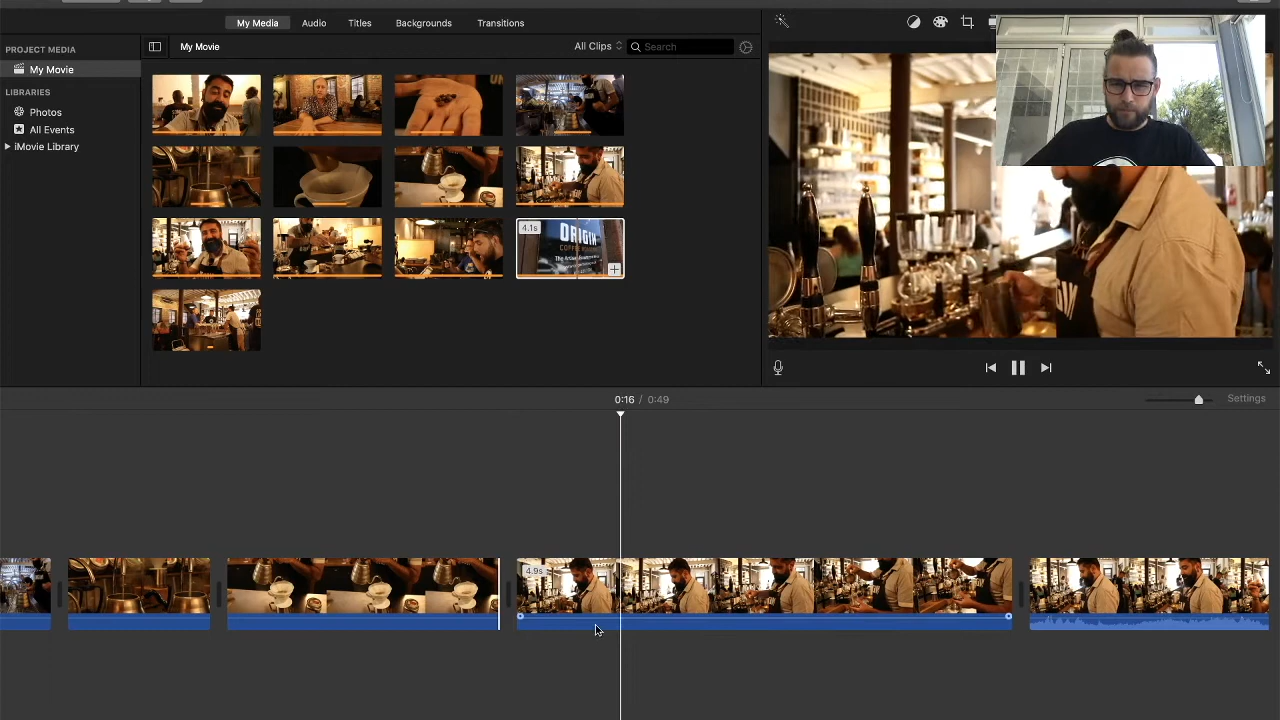 My Media Audio Titles Backgrounds Transitions
PROJECT MEDIA
My Movie All Clips Search
My Movie
LIBRARIES
Photos
All Events
iMovie Library
4.1s
ORIGIN
COFFEE
0:16 / 0:49 Settings
4.9s